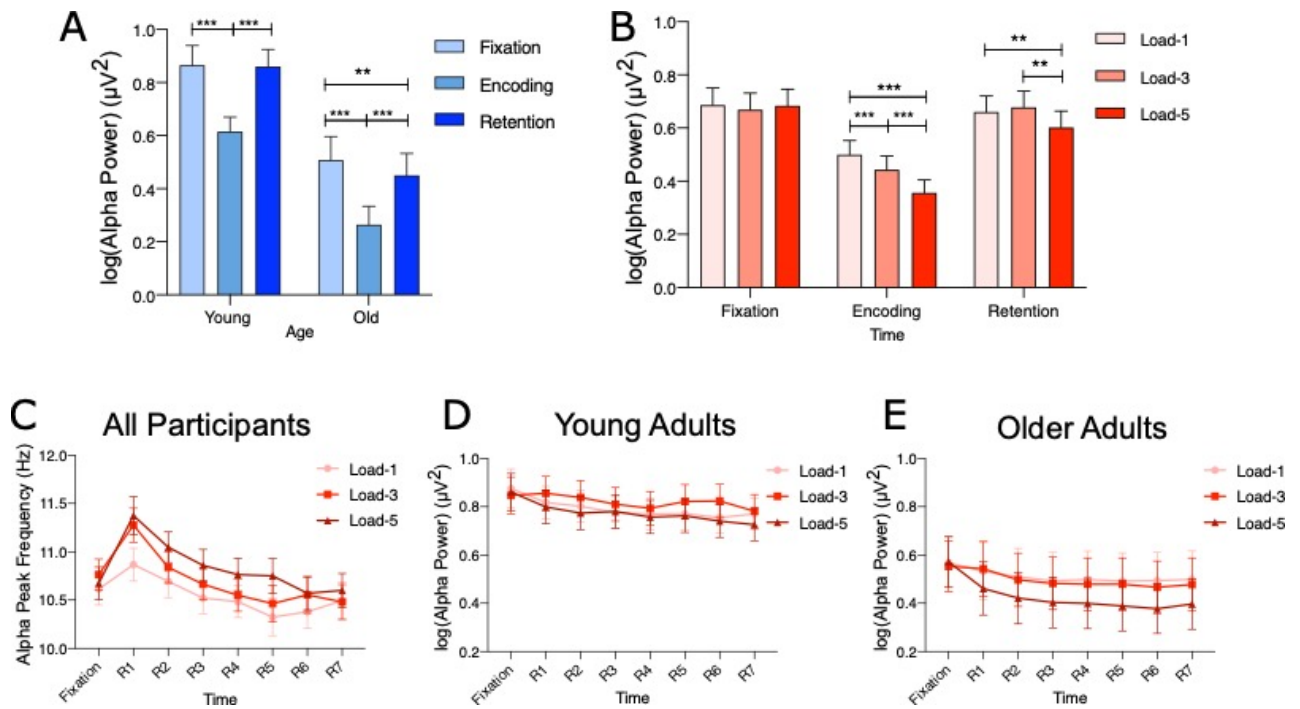 A
log(Alpha Power) (µV²)
1.0
0.8
0.6
0.4
0.2
0.0
*** ***
**
*** ***
Fixation
Encoding
Retention
Young Old
Age
B
log(Alpha Power) (µV²)
1.0
0.8
0.6
0.4
0.2
0.0
***
*** ***
**
**
Load-1
Load-3
Load-5
Fixation Encoding Retention
Time
C All Participants
Alpha Peak Frequency (Hz)
12.0
11.5
11.0
10.5
10.0
Load-1
Load-3
Load-5
Fixation R1 R2 R3 R4 R5 R6 R7
Time
D Young Adults
log(Alpha Power) (µV²)
1.0
0.8
0.6
0.4
0.2
Load-1
Load-3
Load-5
Fixation R1 R2 R3 R4 R5 R6 R7
Time
E Older Adults
log(Alpha Power) (µV²)
1.0
0.8
0.6
0.4
0.2
Load-1
Load-3
Load-5
Fixation R1 R2 R3 R4 R5 R6 R7
Time